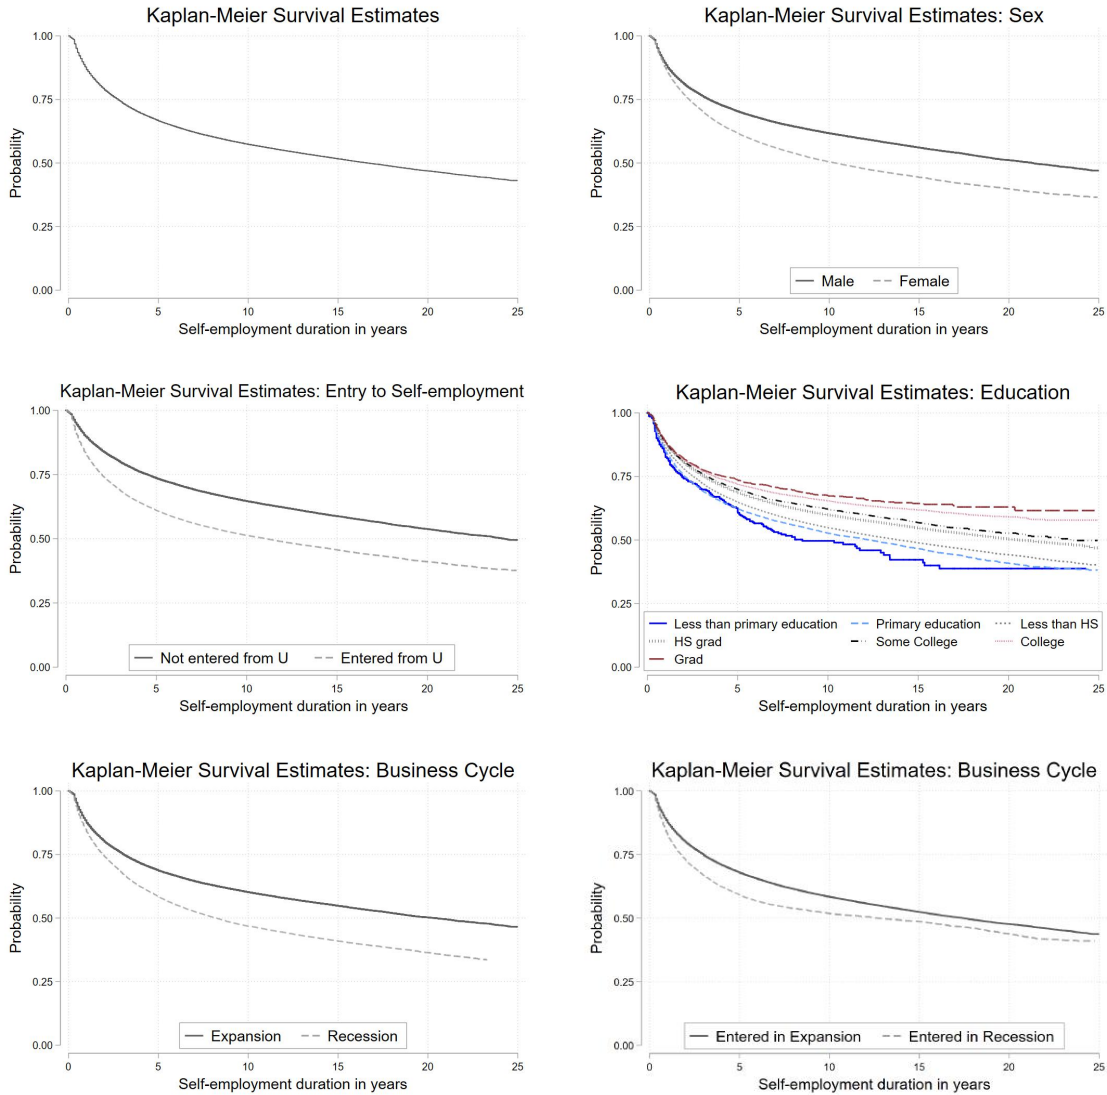 Kaplan-Meier Survival Estimates
1.00
0.75
0.50
0.25
0.00
Probability
0 5 10 15 20 25
Self-employment duration in years
Kaplan-Meier Survival Estimates: Sex
1.00
0.75
0.50
0.25
0.00
Probability
Male Female
0 5 10 15 20 25
Self-employment duration in years
Kaplan-Meier Survival Estimates: Entry to Self-employment
1.00
0.75
0.50
0.25
0.00
Probability
Not entered from U Entered from U
0 5 10 15 20 25
Self-employment duration in years
Kaplan-Meier Survival Estimates: Education
1.00
0.75
0.50
0.25
0.00
Probability
Less than primary education Primary education Less than HS
HS grad Some College College
Grad
0 5 10 15 20 25
Self-employment duration in years
Kaplan-Meier Survival Estimates: Business Cycle
1.00
0.75
0.50
0.25
0.00
Probability
Expansion Recession
0 5 10 15 20 25
Self-employment duration in years
Kaplan-Meier Survival Estimates: Business Cycle
1.00
0.75
0.50
0.25
0.00
Probability
Entered in Expansion Entered in Recession
0 5 10 15 20 25
Self-employment duration in years